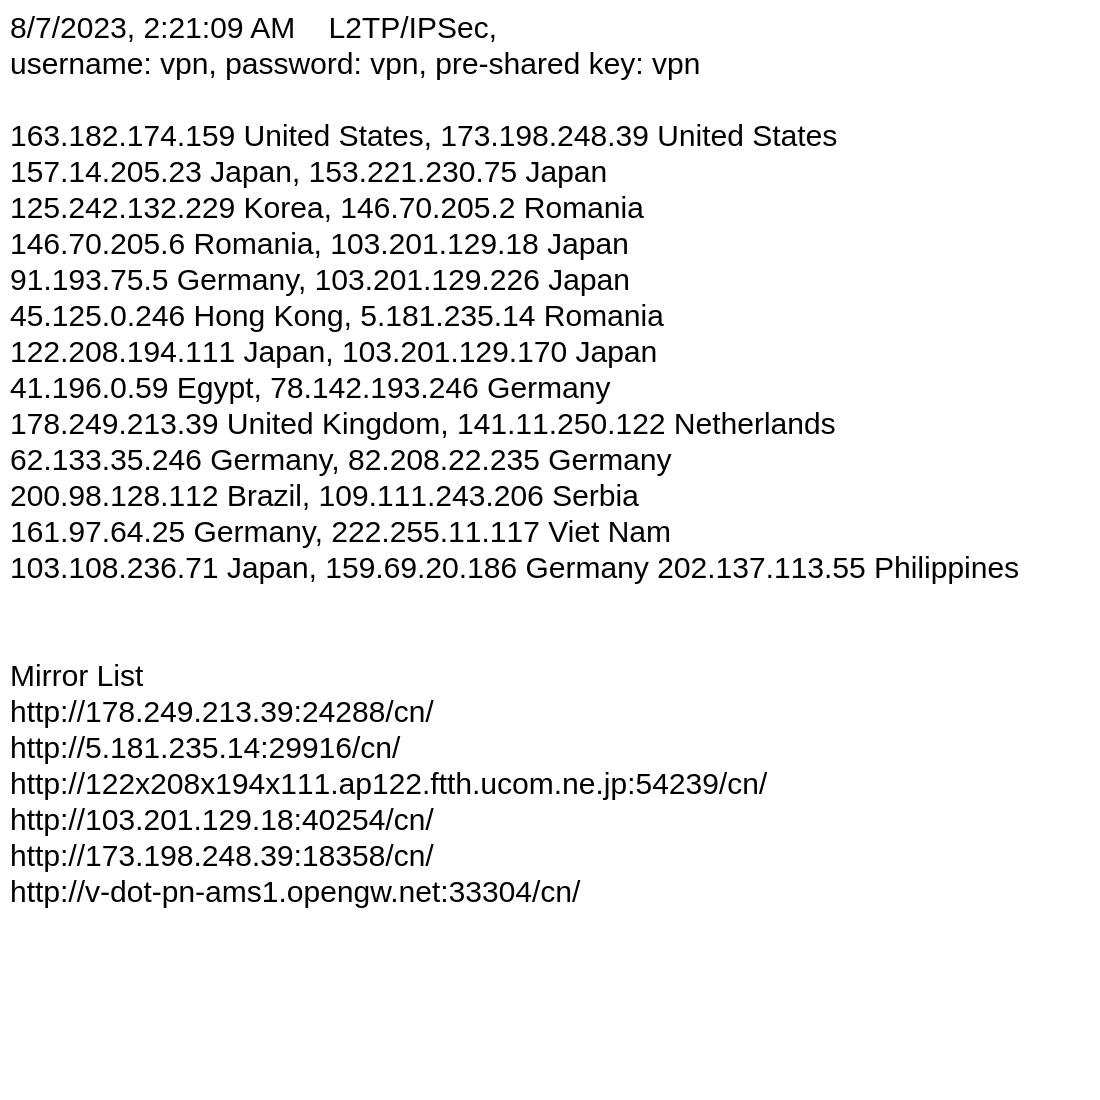 8/7/2023, 2:21:09 AM    L2TP/IPSec,
username: vpn, password: vpn, pre-shared key: vpn
163.182.174.159 United States, 173.198.248.39 United States
157.14.205.23 Japan, 153.221.230.75 Japan
125.242.132.229 Korea, 146.70.205.2 Romania
146.70.205.6 Romania, 103.201.129.18 Japan
91.193.75.5 Germany, 103.201.129.226 Japan
45.125.0.246 Hong Kong, 5.181.235.14 Romania
122.208.194.111 Japan, 103.201.129.170 Japan
41.196.0.59 Egypt, 78.142.193.246 Germany
178.249.213.39 United Kingdom, 141.11.250.122 Netherlands
62.133.35.246 Germany, 82.208.22.235 Germany
200.98.128.112 Brazil, 109.111.243.206 Serbia
161.97.64.25 Germany, 222.255.11.117 Viet Nam
103.108.236.71 Japan, 159.69.20.186 Germany 202.137.113.55 Philippines
Mirror List
http://178.249.213.39:24288/cn/
http://5.181.235.14:29916/cn/
http://122x208x194x111.ap122.ftth.ucom.ne.jp:54239/cn/
http://103.201.129.18:40254/cn/
http://173.198.248.39:18358/cn/
http://v-dot-pn-ams1.opengw.net:33304/cn/